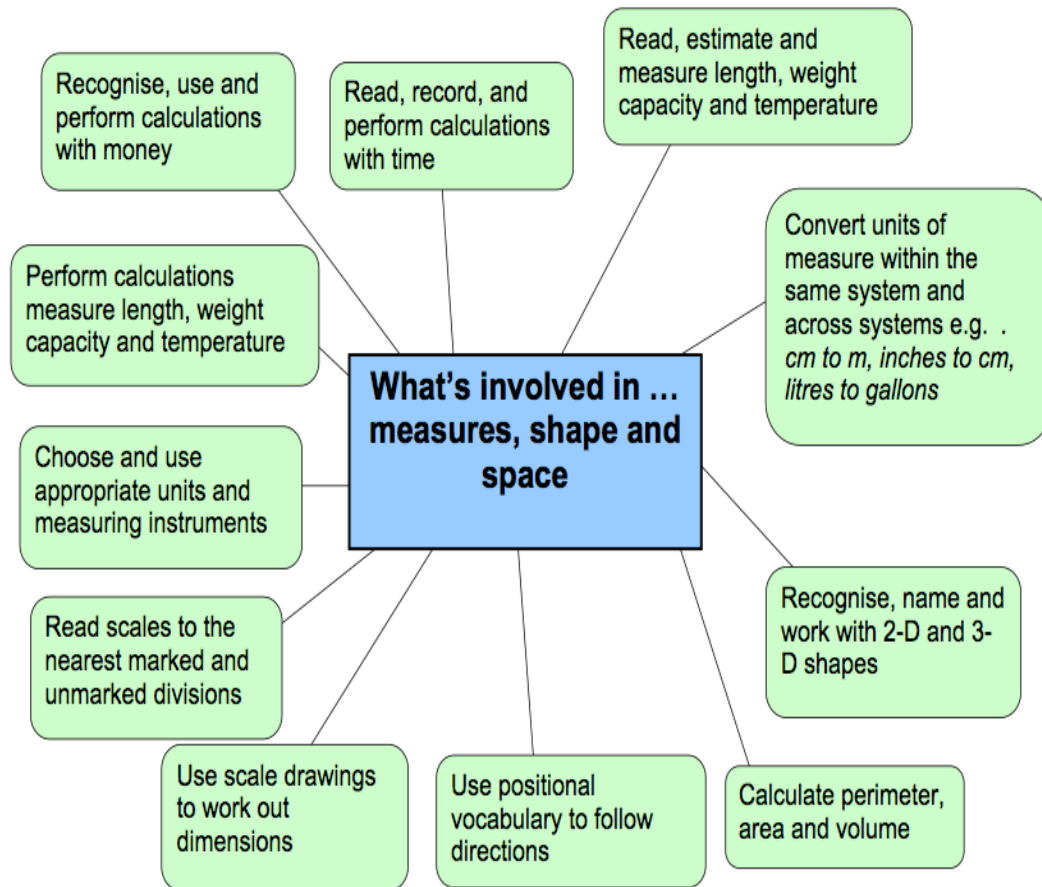 Recognise, use and
perform calculations
with money
Read, record, and
perform calculations
with time
Read, estimate and
measure length, weight
capacity and temperature
Perform calculations
measure length, weight
capacity and temperature
Convert units of
measure within the
same system and
across systems e.g. .
cm to m, inches to cm,
litres to gallons
What’s involved in …
measures, shape and
space
Choose and use
appropriate units and
measuring instruments
Recognise, name and
work with 2-D and 3-
D shapes
Read scales to the
nearest marked and
unmarked divisions
Use scale drawings
to work out
dimensions
Use positional
vocabulary to follow
directions
Calculate perimeter,
area and volume